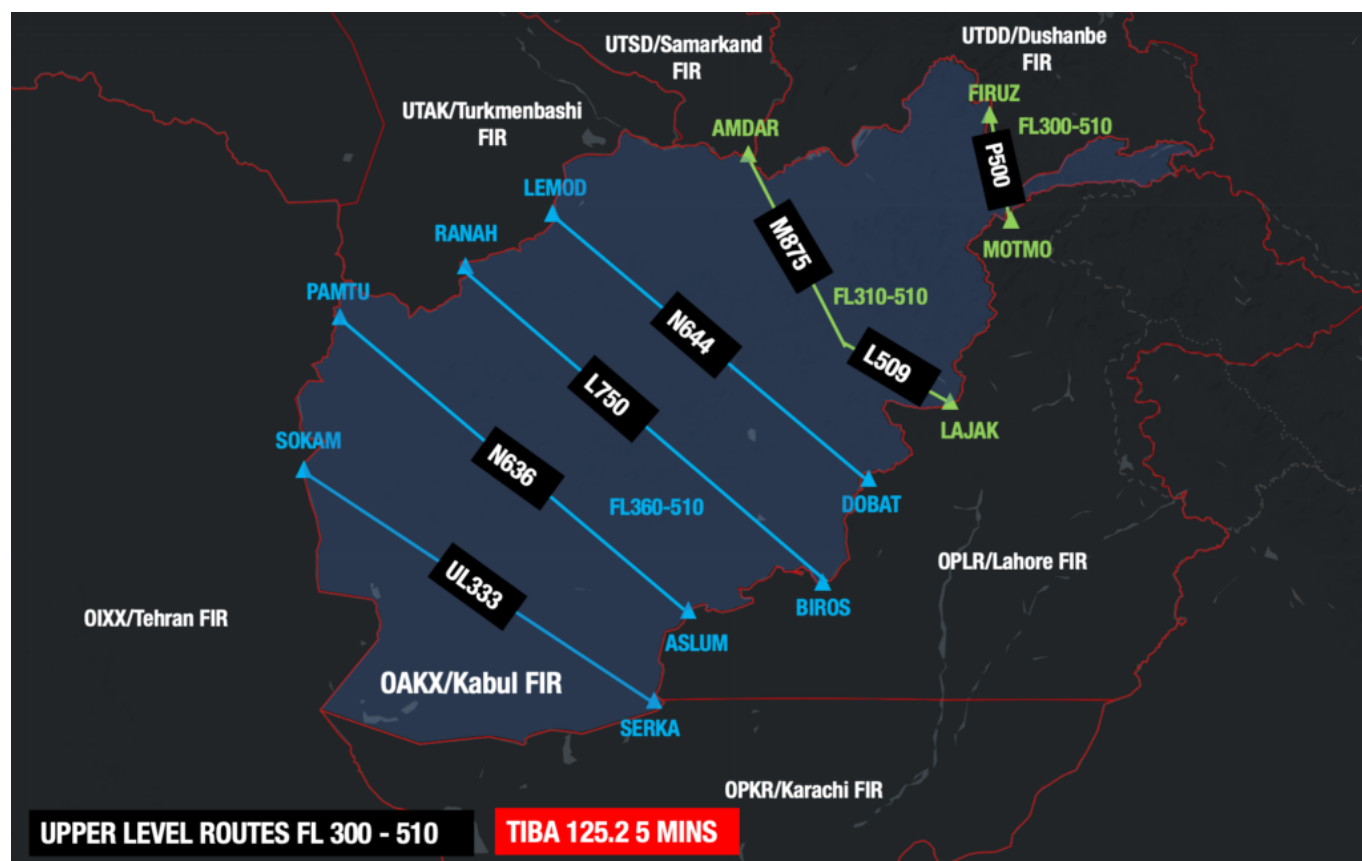 UTSD/Samarkand
FIR
UTDD/Dushanbe
FIR
UTAK/Turkmenbashi
FIR
FIRUZ
FL300-510
AMDAR
P500
LEMOD
MOTMO
RANAH
M875
PAMTU
FL310-510
N644
L509
L750
LAJAK
SOKAM
N636
FL360-510
DOBAT
UL333
OPLR/Lahore FIR
BIROS
OIXX/Tehran FIR
ASLUM
OAKX/Kabul FIR
SERKA
OPKR/Karachi FIR
UPPER LEVEL ROUTES FL 300 - 510
TIBA 125.2 5 MINS